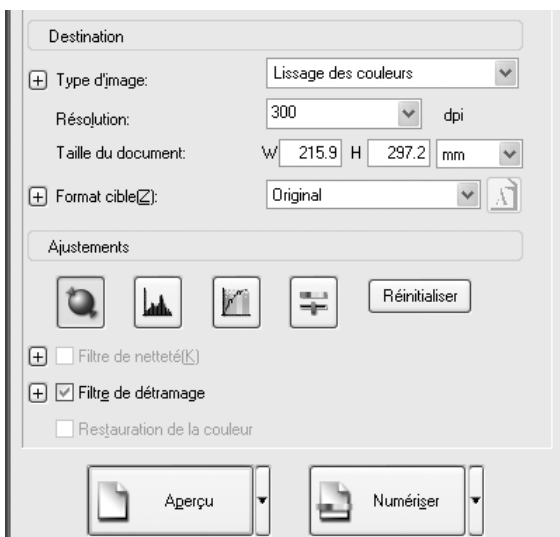 Destination
Type d'image: Lissage des couleurs
Résolution: 300 dpi
Taille du document: W 215.9 H 297.2 mm
Format cible(Z): Original
Ajustements
Réinitialiser
Filtre de netteté(K)
Filtre de détramage
Restauration de la couleur
Aperçu Numériser